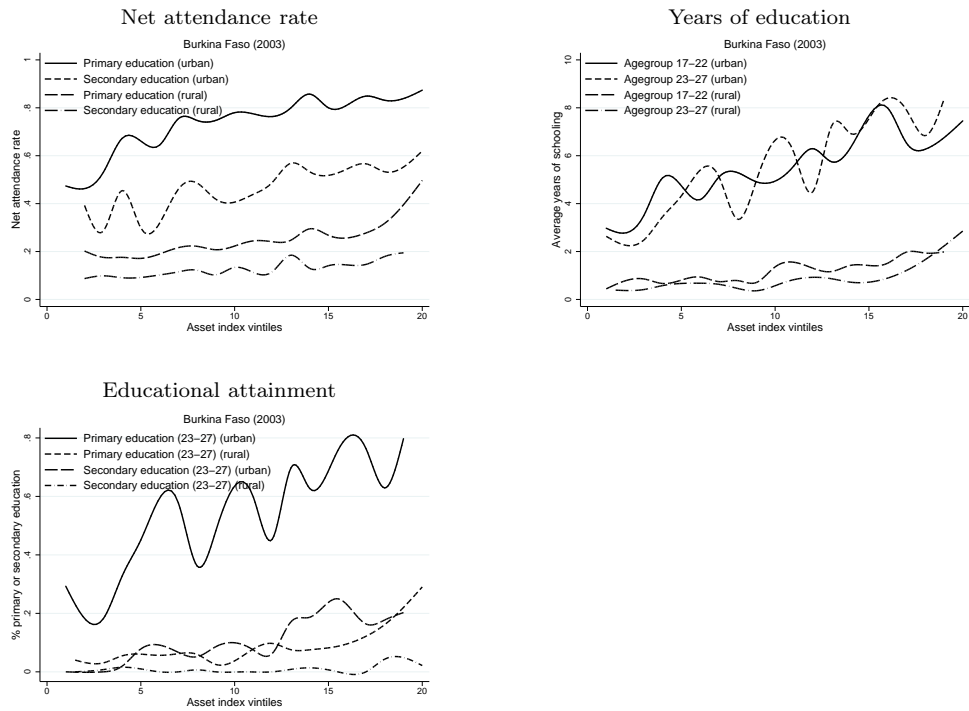 Net attendance rate
Burkina Faso (2003)
Primary education (urban)
Secondary education (urban)
Primary education (rural)
Secondary education (rural)
Net attendance rate
0
.2
.4
.6
.8
1
0 5 10 15 20
Asset index vintiles
Years of education
Burkina Faso (2003)
Agegroup 17–22 (urban)
Agegroup 23–27 (urban)
Agegroup 17–22 (rural)
Agegroup 23–27 (rural)
Average years of schooling
0
2
4
6
8
10
0 5 10 15 20
Asset index vintiles
Educational attainment
Burkina Faso (2003)
Primary education (23–27) (urban)
Primary education (23–27) (rural)
Secondary education (23–27) (urban)
Secondary education (23–27) (rural)
% primary or secondary education
0
.2
.4
.6
.8
0 5 10 15 20
Asset index vintiles